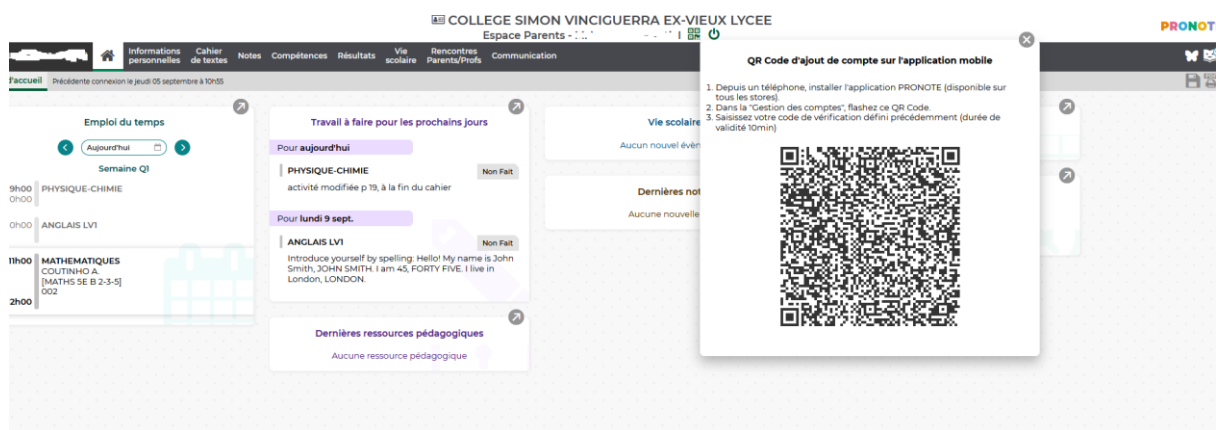 COLLEGE SIMON VINCIGUERRA EX-VIEUX LYCEE
Espace Parents -
PRONOT
Informations personnelles
Cahier de textes
Notes
Compétences
Résultats
Vie scolaire
Rencontres Parents/Profs
Communication
d'accueil
Précédente connexion le jeudi 05 septembre à 10h55
Emploi du temps
Aujourd'hui
Semaine Q1
9h00 PHYSIQUE-CHIMIE
0h00
0h00 ANGLAIS LV1
11h00 MATHEMATIQUES
COUTINHO A.
[MATHS 5E B 2-3-5]
002
2h00
Travail à faire pour les prochains jours
Pour aujourd'hui
PHYSIQUE-CHIMIE
Non Fait
activité modifiée p 19, à la fin du cahier
Pour lundi 9 sept.
ANGLAIS LV1
Non Fait
Introduce yourself by spelling: Hello! My name is John
Smith, JOHN SMITH. I am 45, FORTY FIVE. I live in
London, LONDON.
Dernières ressources pédagogiques
Aucune ressource pédagogique
Vie scolaire
Aucun nouvel évèn
Dernières not
Aucune nouvelle
QR Code d'ajout de compte sur l'application mobile
1. Depuis un téléphone, installer l'application PRONOTE (disponible sur
tous les stores).
2. Dans la "Gestion des comptes", flashez ce QR Code.
3. Saisissez votre code de vérification défini précédemment (durée de
validité 10min)